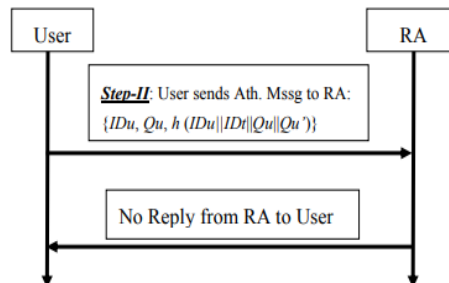 User
RA
Step-II: User sends Ath. Mssg to RA:
{IDu, Qu, h (IDu||IDt||Qu||Qu’)}
No Reply from RA to User